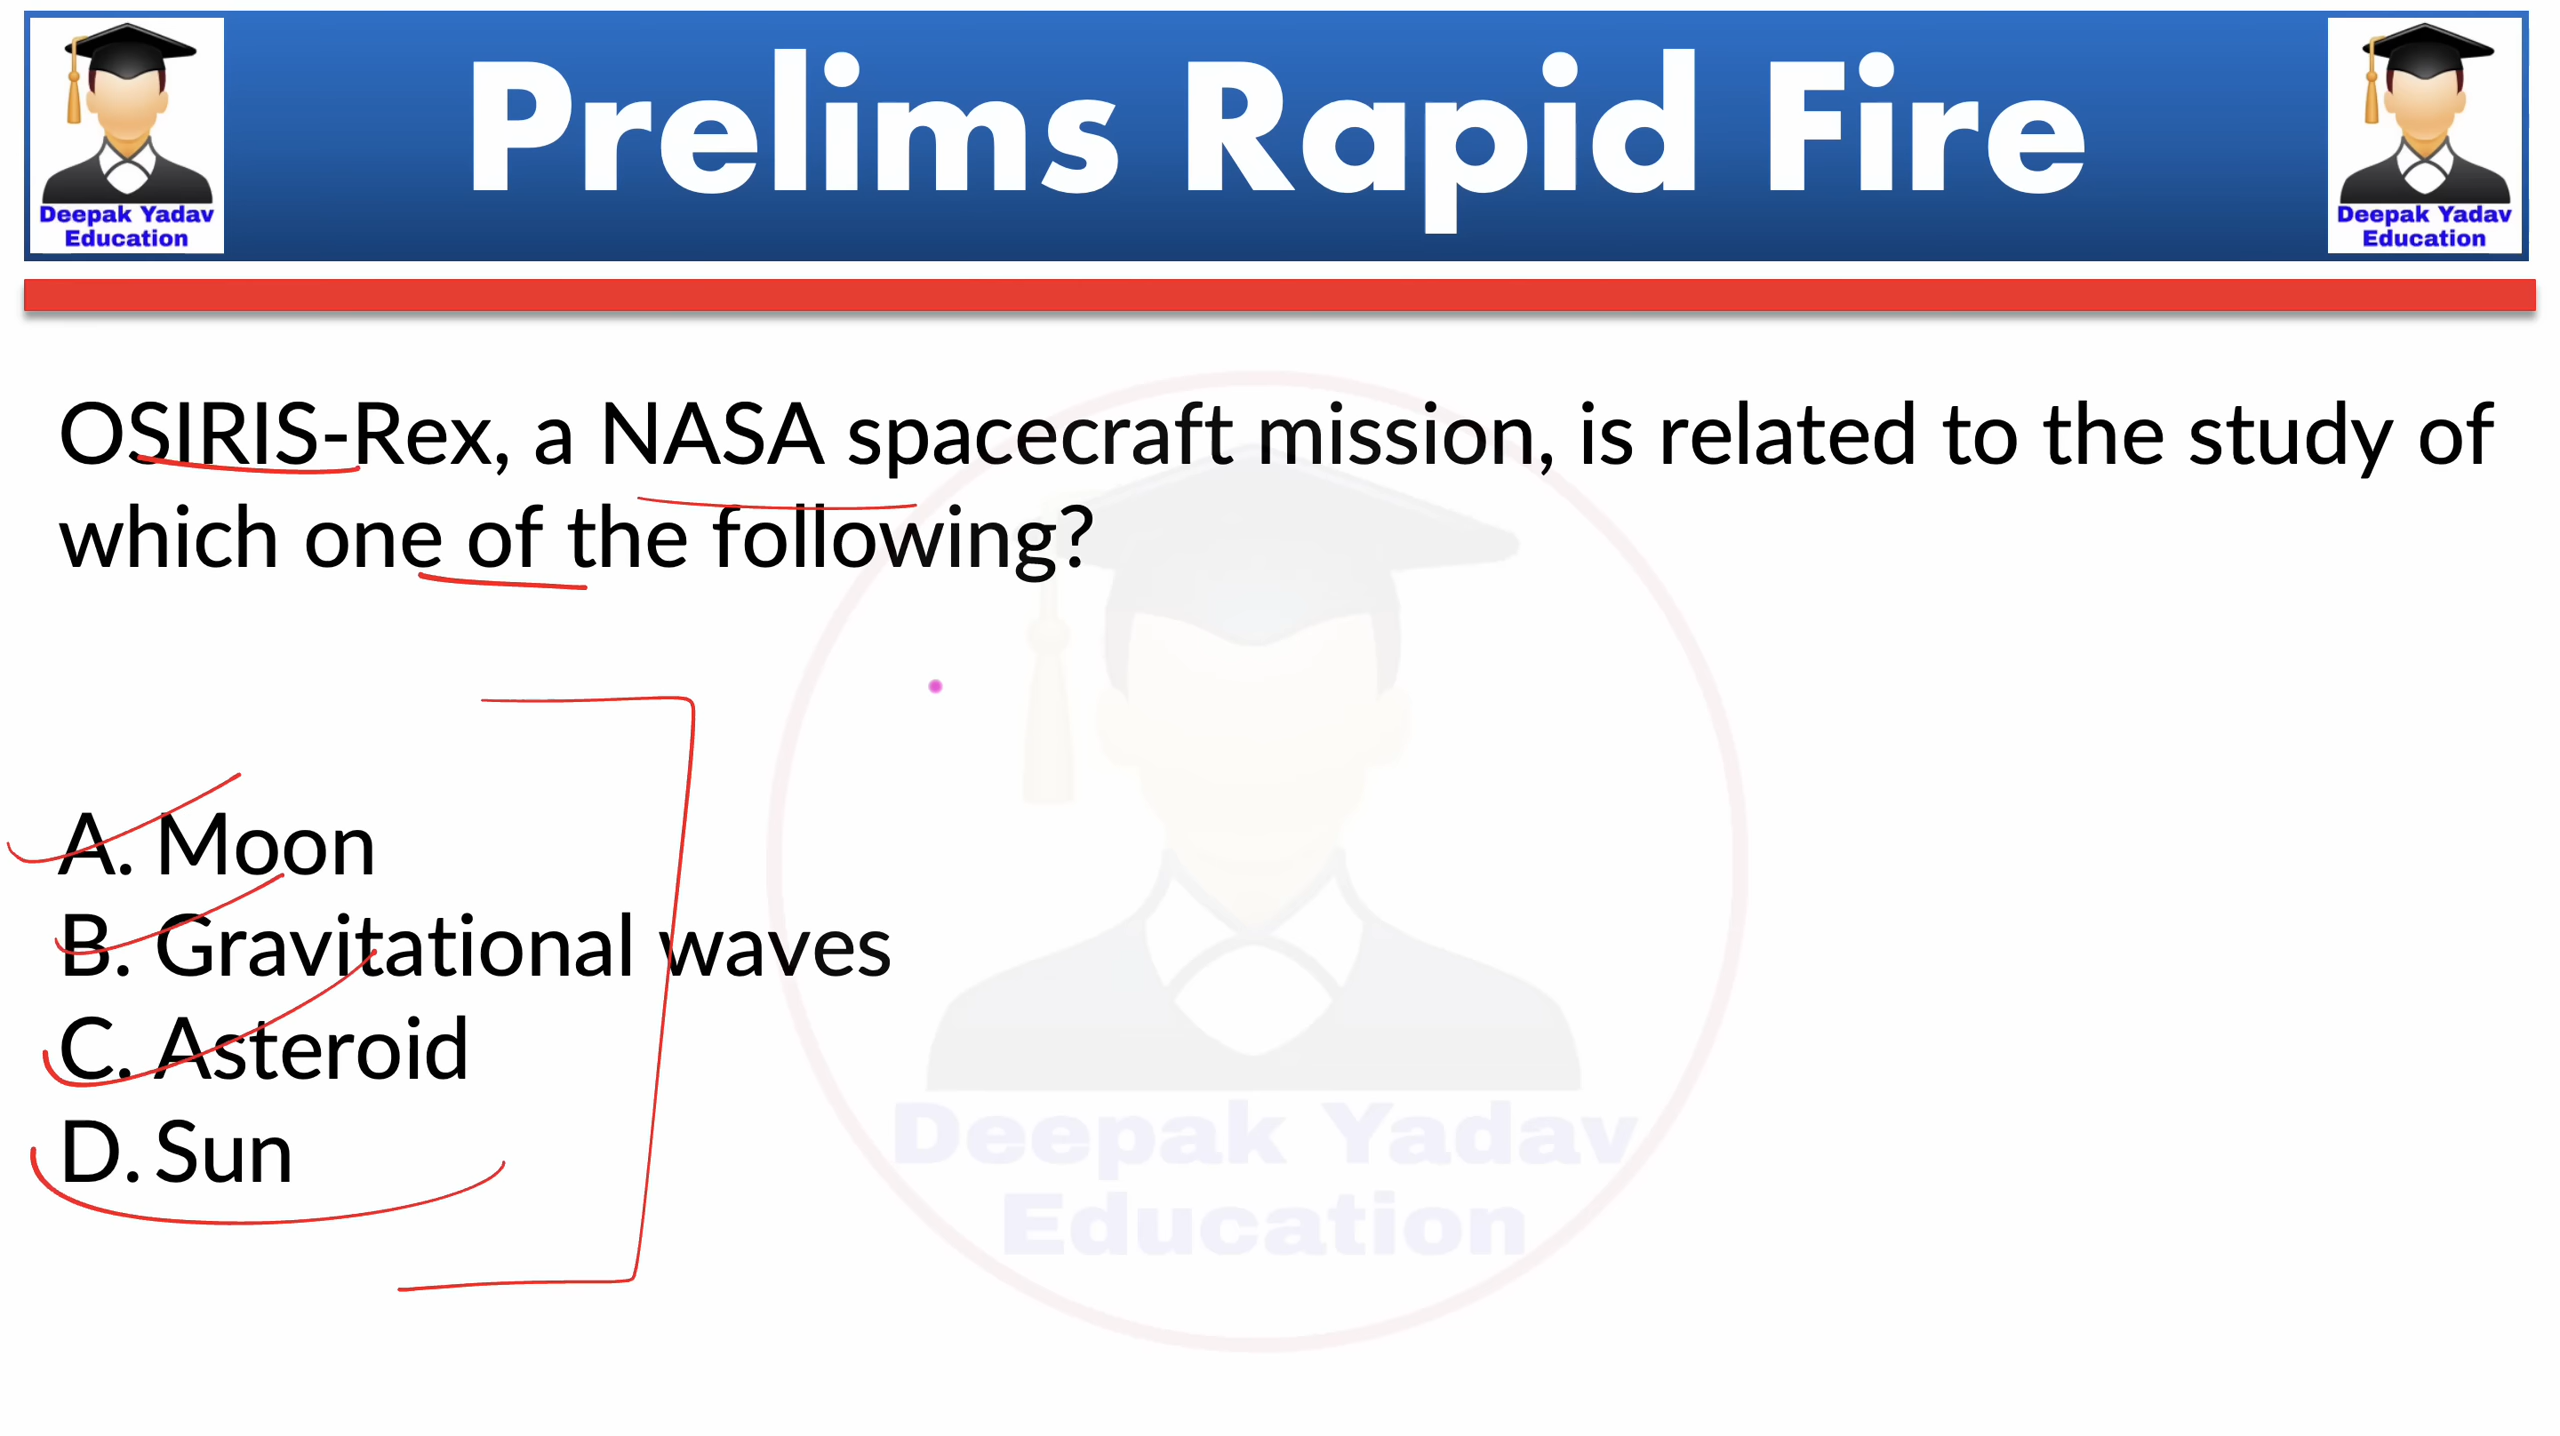 Prelims Rapid Fire
Deepak Yadav
Education
Deepak Yadav
Education
OSIRIS-Rex, a NASA spacecraft mission, is related to the study of
which one of the following?
A. Moon
B. Gravitational waves
C. Asteroid
D. Sun
Deepak Yadav
Education